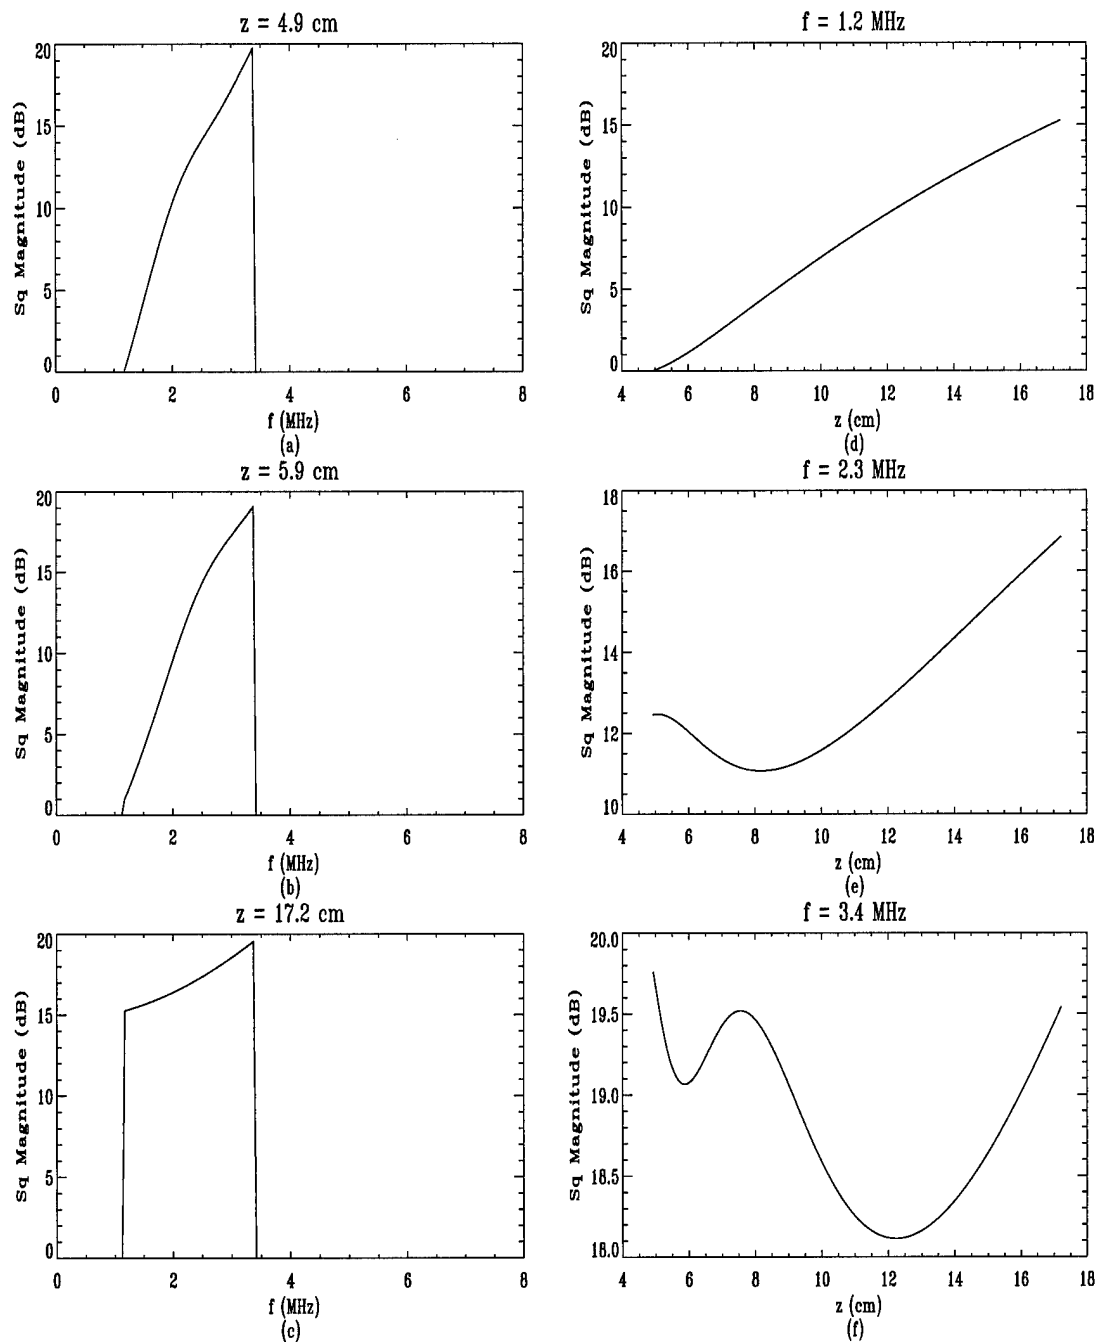 z = 4.9 cm
20
15
10
5
0
Sq Magnitude (dB)
0 2 4 6 8
f (MHz)
(a)
z = 5.9 cm
20
15
10
5
0
Sq Magnitude (dB)
0 2 4 6 8
f (MHz)
(b)
z = 17.2 cm
20
15
10
5
0
Sq Magnitude (dB)
0 2 4 6 8
f (MHz)
(c)
f = 1.2 MHz
20
15
10
5
0
Sq Magnitude (dB)
4 6 8 10 12 14 16 18
z (cm)
(d)
f = 2.3 MHz
18
16
14
12
10
Sq Magnitude (dB)
4 6 8 10 12 14 16 18
z (cm)
(e)
f = 3.4 MHz
20.0
19.5
19.0
18.5
18.0
Sq Magnitude (dB)
4 6 8 10 12 14 16 18
z (cm)
(f)